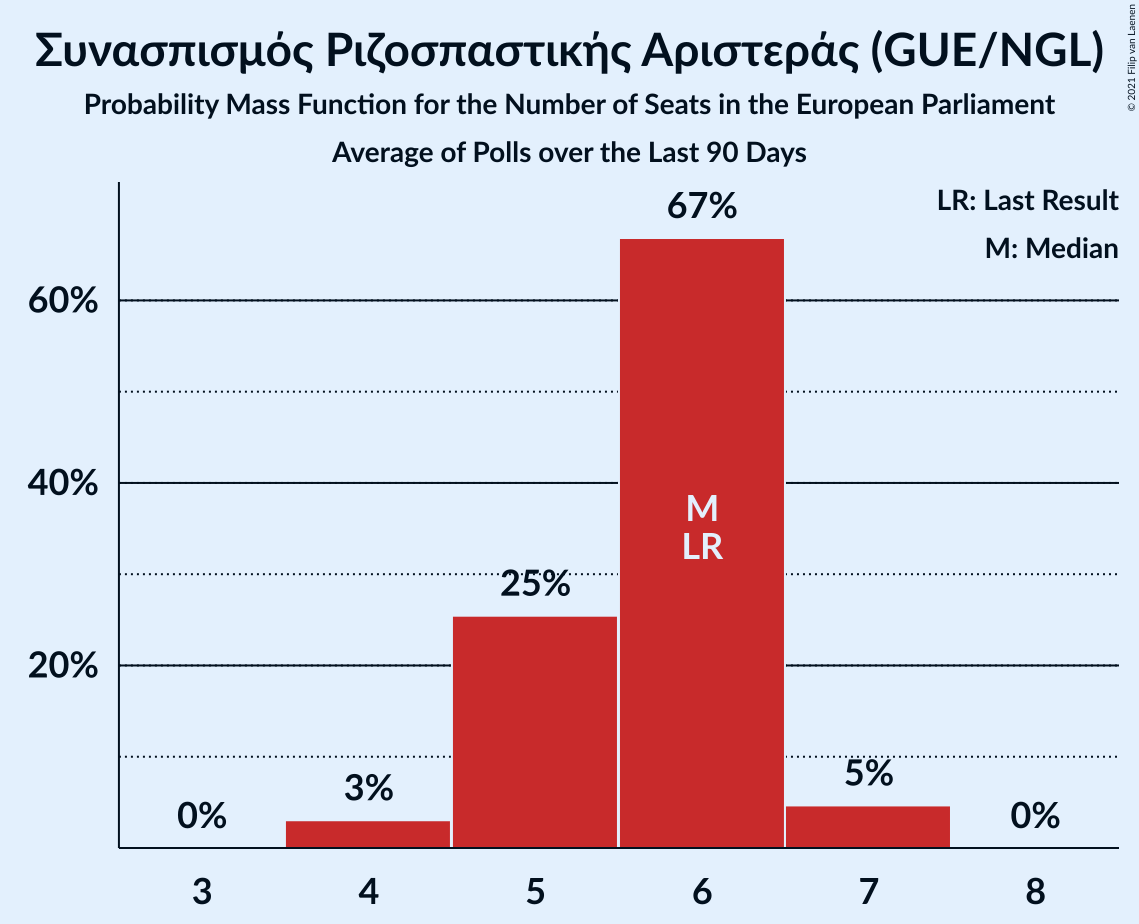 Συνασπισμός Ριζοσπαστικής Αριστεράς (GUE/NGL)
Probability Mass Function for the Number of Seats in the European Parliament
Average of Polls over the Last 90 Days
© 2021 Filip van Laenen
LR: Last Result
M: Median
67%
60%
40%
M
LR
25%
20%
3%
5%
0%
0%
3 4 5 6 7 8